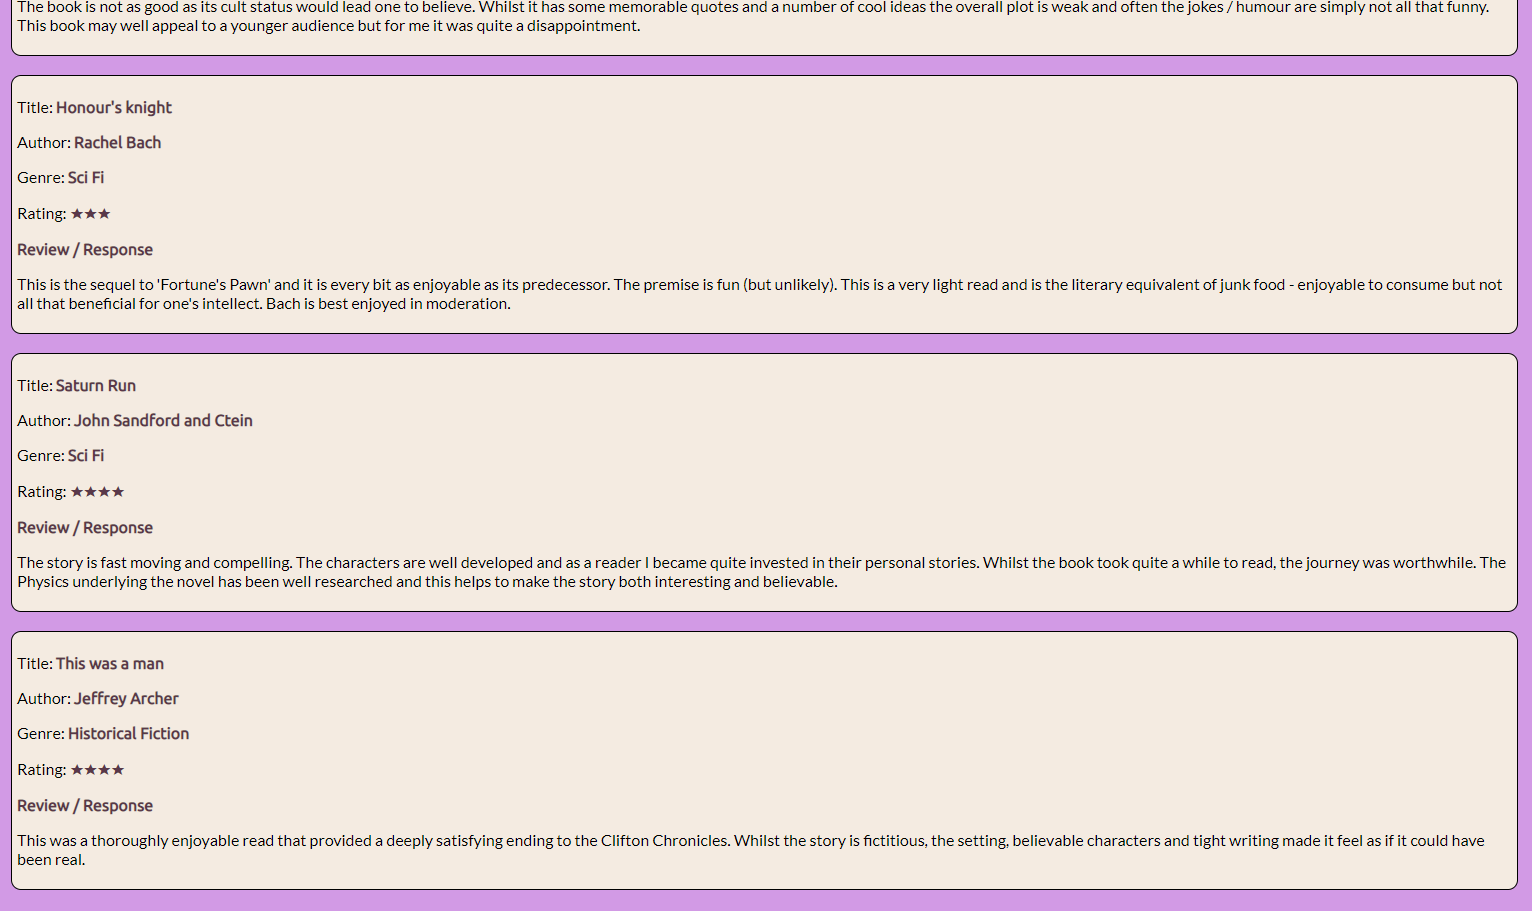 The book is not as good as its cult status would lead one to believe. Whilst it has some memorable quotes and a number of cool ideas the overall plot is weak and often the jokes / humour are simply not all that funny.
This book may well appeal to a younger audience but for me it was quite a disappointment.
Title: Honour's knight
Author: Rachel Bach
Genre: Sci Fi
Rating: ★★★
Review / Response
This is the sequel to 'Fortune's Pawn' and it is every bit as enjoyable as its predecessor. The premise is fun (but unlikely). This is a very light read and is the literary equivalent of junk food - enjoyable to consume but not
all that beneficial for one's intellect. Bach is best enjoyed in moderation.
Title: Saturn Run
Author: John Sandford and Ctein
Genre: Sci Fi
Rating: ★★★★
Review / Response
The story is fast moving and compelling. The characters are well developed and as a reader I became quite invested in their personal stories. Whilst the book took quite a while to read, the journey was worthwhile. The
Physics underlying the novel has been well researched and this helps to make the story both interesting and believable.
Title: This was a man
Author: Jeffrey Archer
Genre: Historical Fiction
Rating: ★★★★
Review / Response
This was a thoroughly enjoyable read that provided a deeply satisfying ending to the Clifton Chronicles. Whilst the story is fictitious, the setting, believable characters and tight writing made it feel as if it could have
been real.